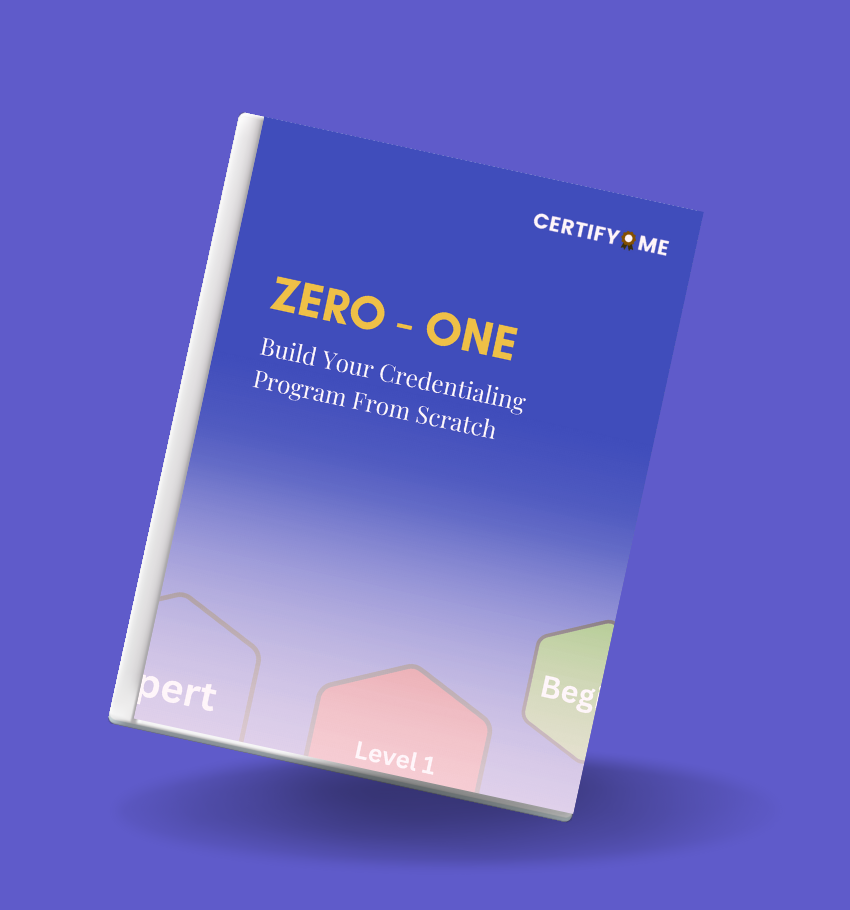 CERTIFY ME
ZERO - ONE
Build Your Credentialing
Program From Scratch
pert
Level 1
Beg